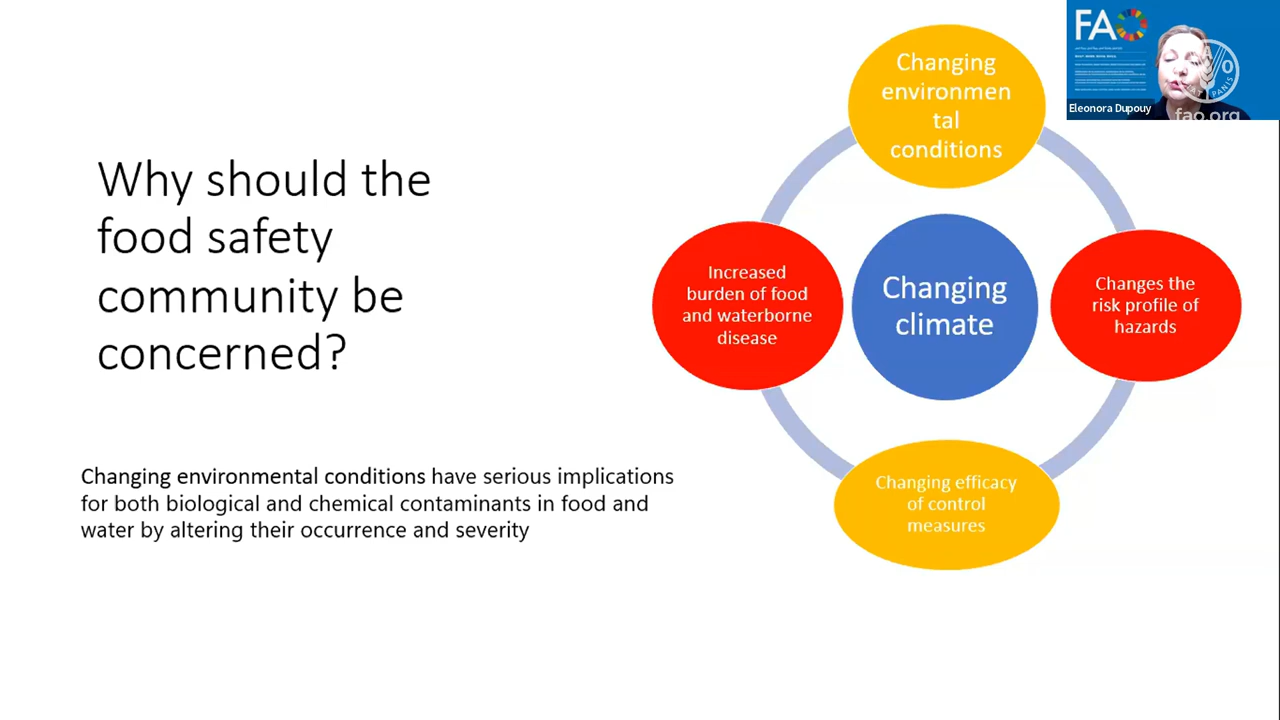 Why should the
food safety
community be
concerned?
Changing environmental conditions have serious implications
for both biological and chemical contaminants in food and
water by altering their occurrence and severity
Changing
environmen
tal
conditions
Increased
burden of food
and waterborne
disease
Changing
climate
Changes the
risk profile of
hazards
Changing efficacy
of control
measures
FAO
Eleonora Dupouy
fao.org